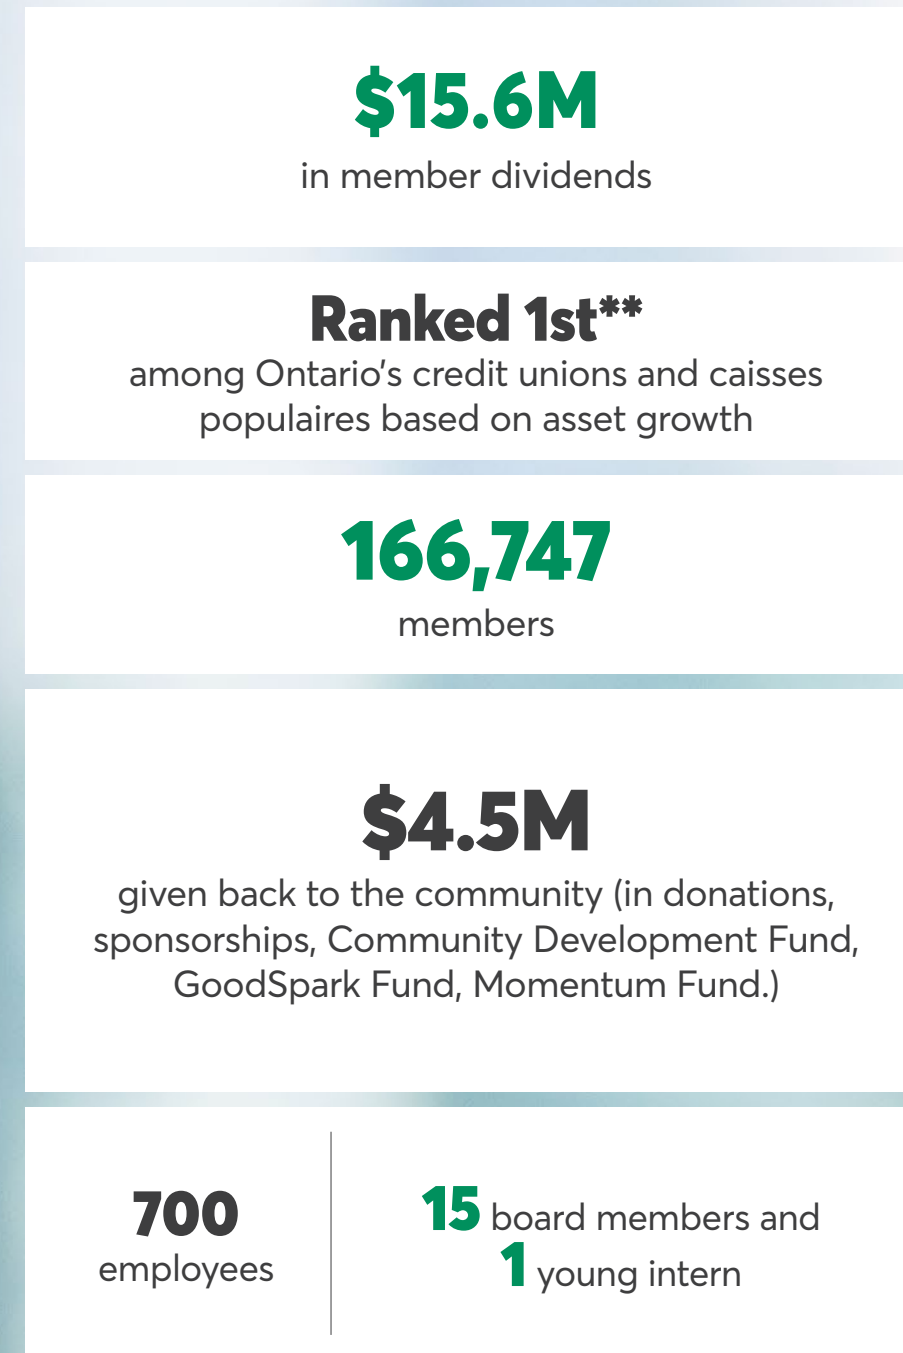 $15.6M
in member dividends
Ranked 1st**
among Ontario's credit unions and caisses
populaires based on asset growth
166,747
members
$4.5M
given back to the community (in donations,
sponsorships, Community Development Fund,
GoodSpark Fund, Momentum Fund.)
700
employees
15 board members and
1 young intern